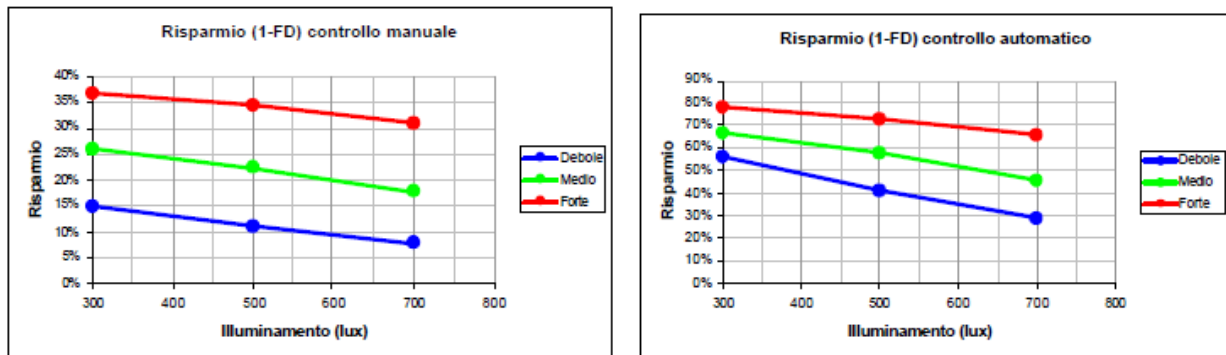 Risparmio (1-FD) controllo manuale
40%
35%
30%
25%
20%
15%
10%
5%
0%
Risparmio
300 400 500 600 700 800
Illuminamento (lux)
Debole
Medio
Forte
Risparmio (1-FD) controllo automatico
90%
80%
70%
60%
50%
40%
30%
20%
10%
0%
Risparmio
300 400 500 600 700 800
Illuminamento (lux)
Debole
Medio
Forte